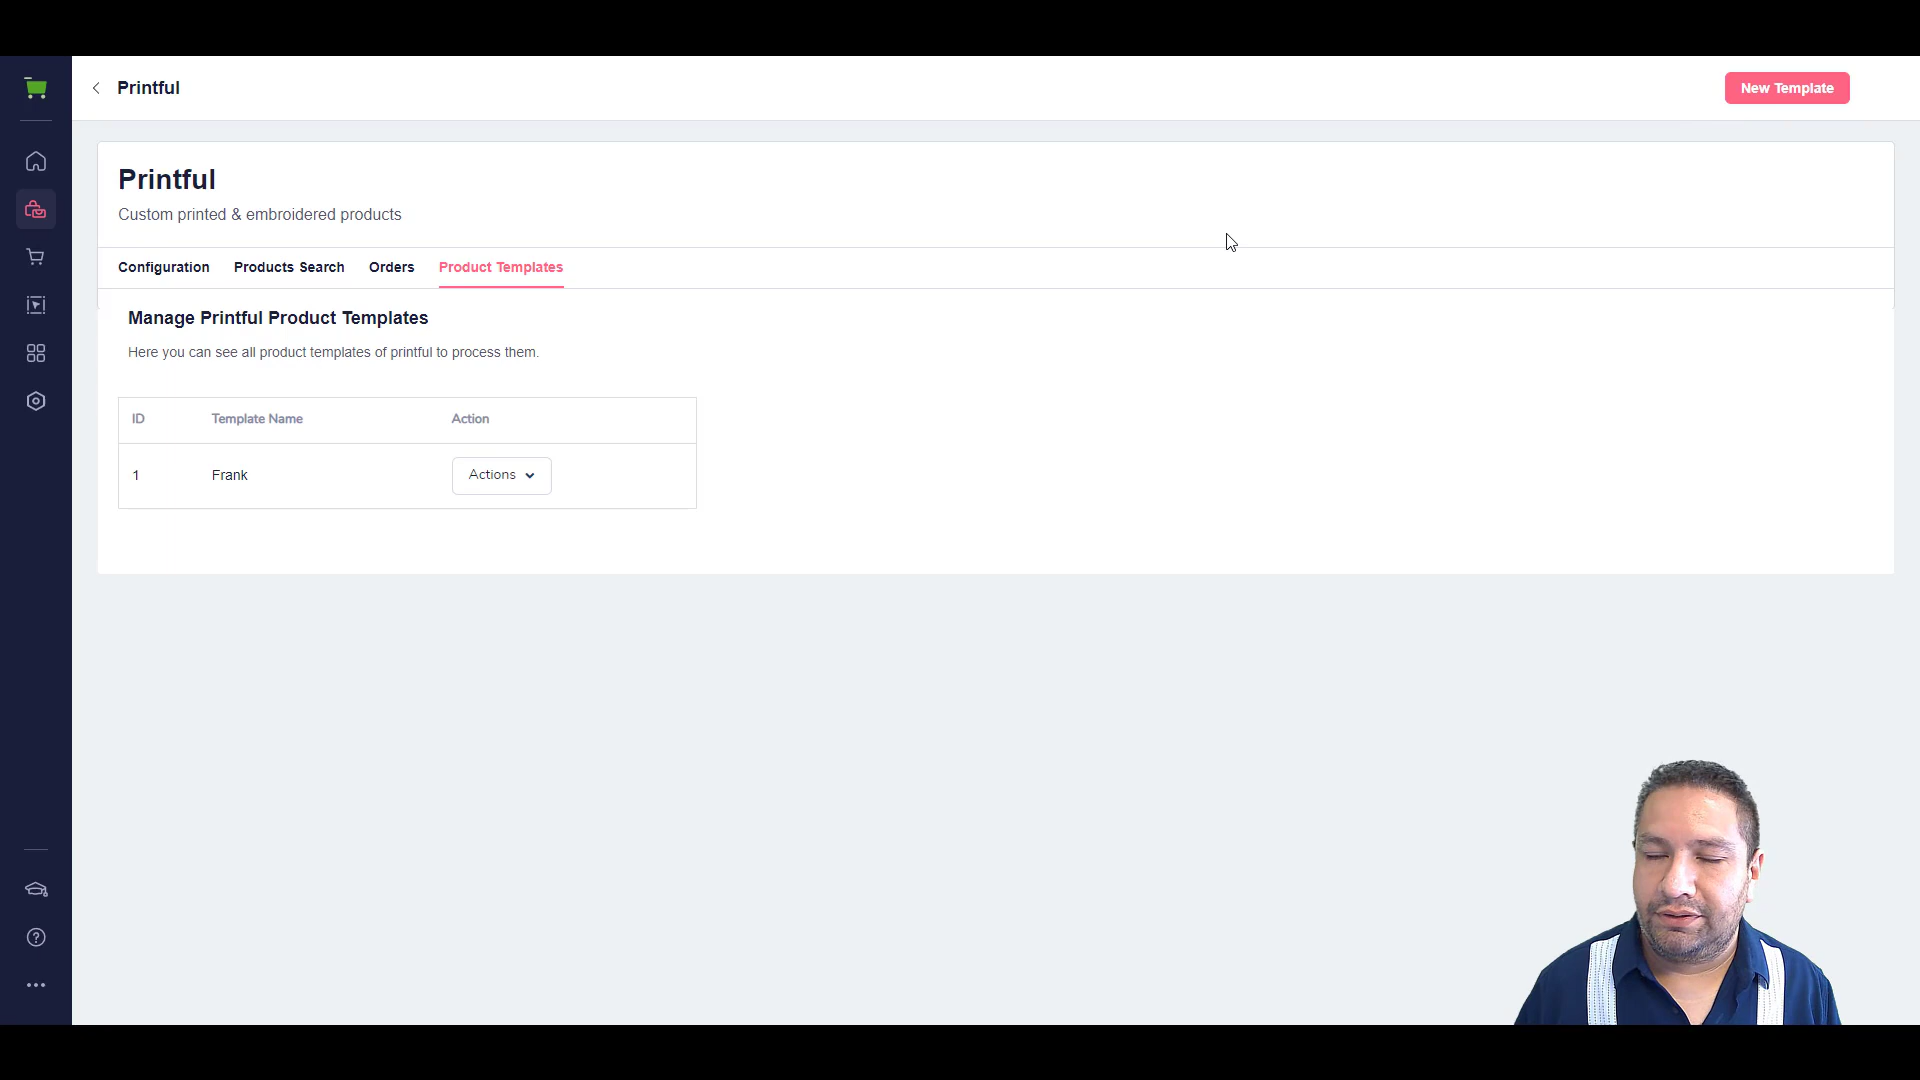 Printful
New Template
Printful
Custom printed & embroidered products
Configuration Products Search Orders Product Templates
Manage Printful Product Templates
Here you can see all product templates of printful to process them.
ID Template Name Action
1 Frank Actions